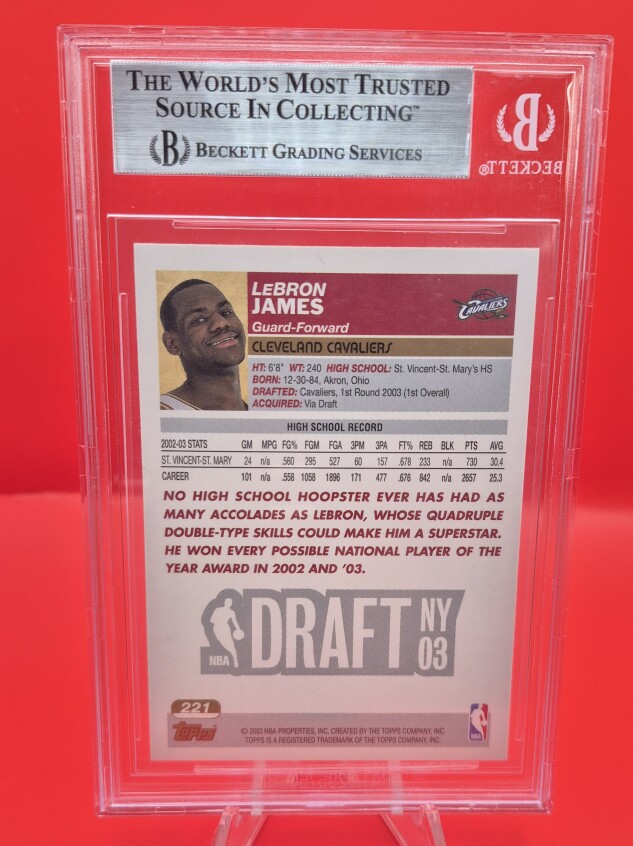 THE WORLD'S MOST TRUSTED
SOURCE IN COLLECTING™
B BECKETT GRADING SERVICES
B
BECKETT®
LEBRON
JAMES
Guard-Forward
CAVALIERS
CLEVELAND CAVALIERS
HT: 6'8" WT: 240 HIGH SCHOOL: St. Vincent-St. Mary's HS
BORN: 12-30-84, Akron, Ohio
DRAFTED: Cavaliers, 1st Round 2003 (1st Overall)
ACQUIRED: Via Draft
HIGH SCHOOL RECORD
2002-03 STATS GM MPG FG% FGM FGA 3PM 3PA FT% REB BLK PTS AVG
ST. VINCENT-ST. MARY 24 n/a .560 295 527 60 157 .678 233 n/a 730 30.4
CAREER 101 n/a .558 1058 1896 171 477 .676 842 n/a 2657 25.3
NO HIGH SCHOOL HOOPSTER EVER HAS HAD AS
MANY ACCOLADES AS LEBRON, WHOSE QUADRUPLE
DOUBLE-TYPE SKILLS COULD MAKE HIM A SUPERSTAR.
HE WON EVERY POSSIBLE NATIONAL PLAYER OF THE
YEAR AWARD IN 2002 AND '03.
NBA DRAFT NY
03
221
Topps
© 2003 NBA PROPERTIES, INC. CREATED BY THE TOPPS COMPANY, INC.
TOPPS IS A REGISTERED TRADEMARK OF THE TOPPS COMPANY, INC.
NBA